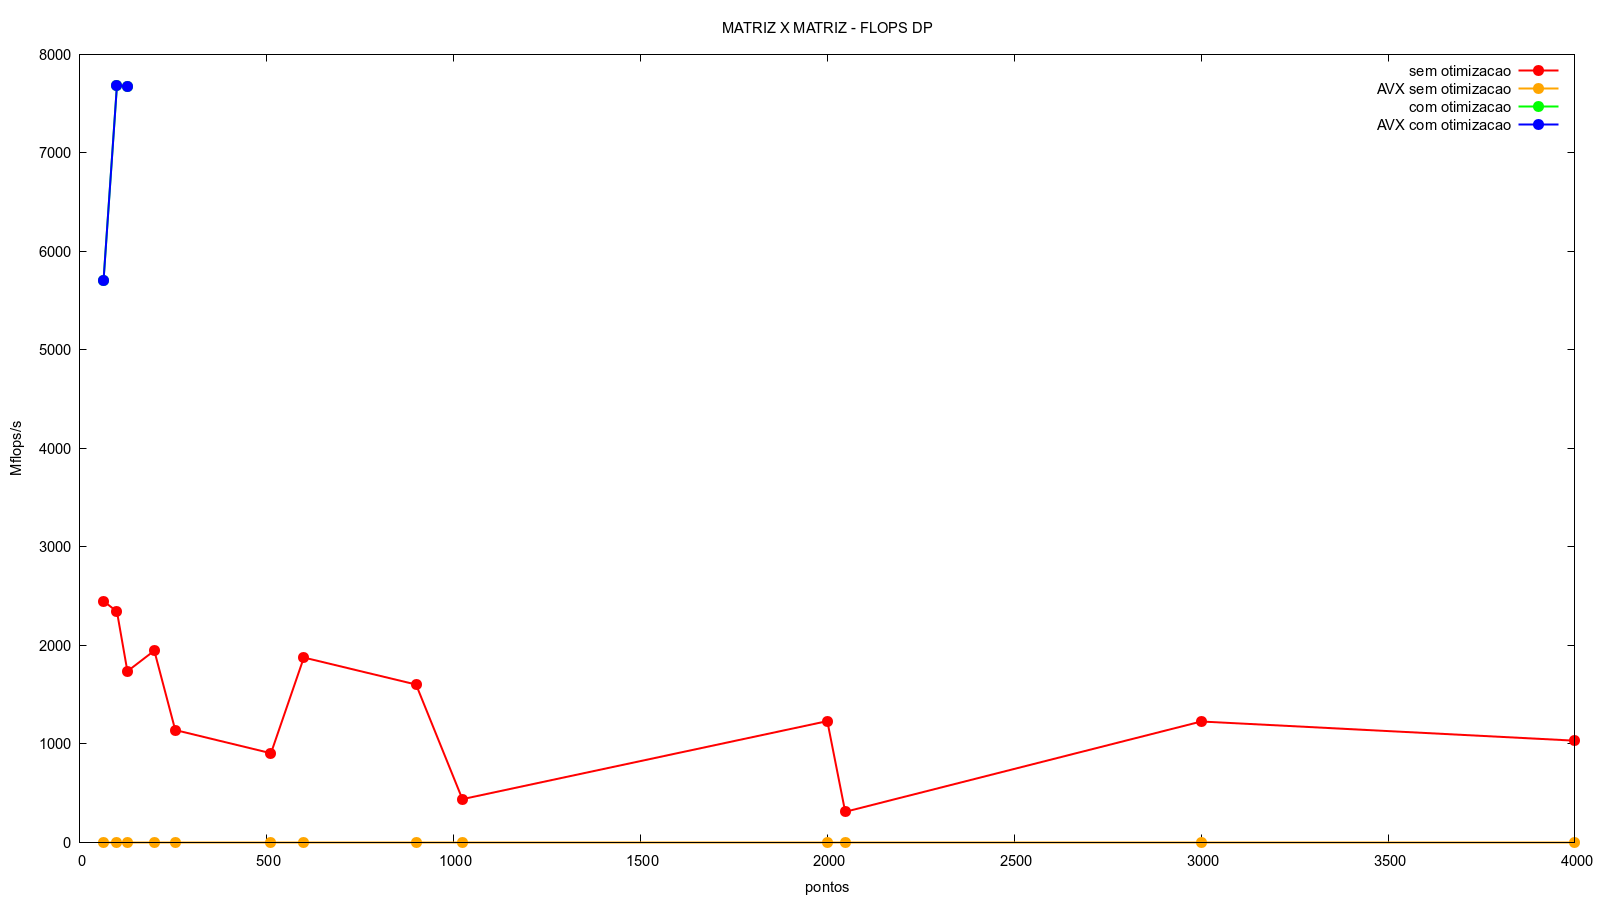 MATRIZ X MATRIZ - FLOPS DP
8000
7000
6000
5000
4000
3000
2000
1000
0
Mflops/s
sem otimizacao
AVX sem otimizacao
com otimizacao
AVX com otimizacao
0 500 1000 1500 2000 2500 3000 3500 4000
pontos